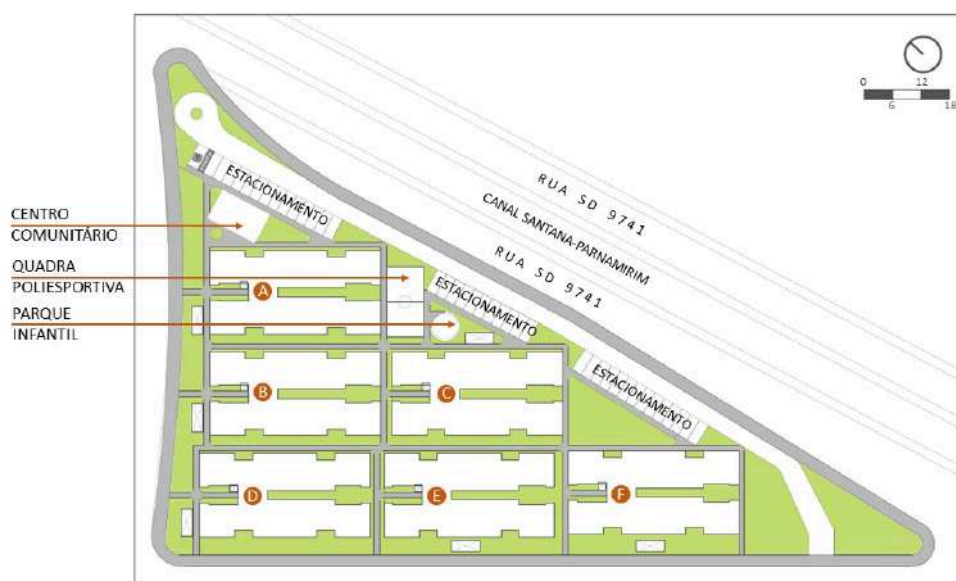 0 12
6 18
RUA SD 9741
CANAL SANTANA-PARNAMIRIM
RUA SD 9741
ESTACIONAMENTO
CENTRO
COMUNITÁRIO
QUADRA
POLIESPORTIVA
PARQUE
INFANTIL
ESTACIONAMENTO
ESTACIONAMENTO
A
B
C
D
E
F